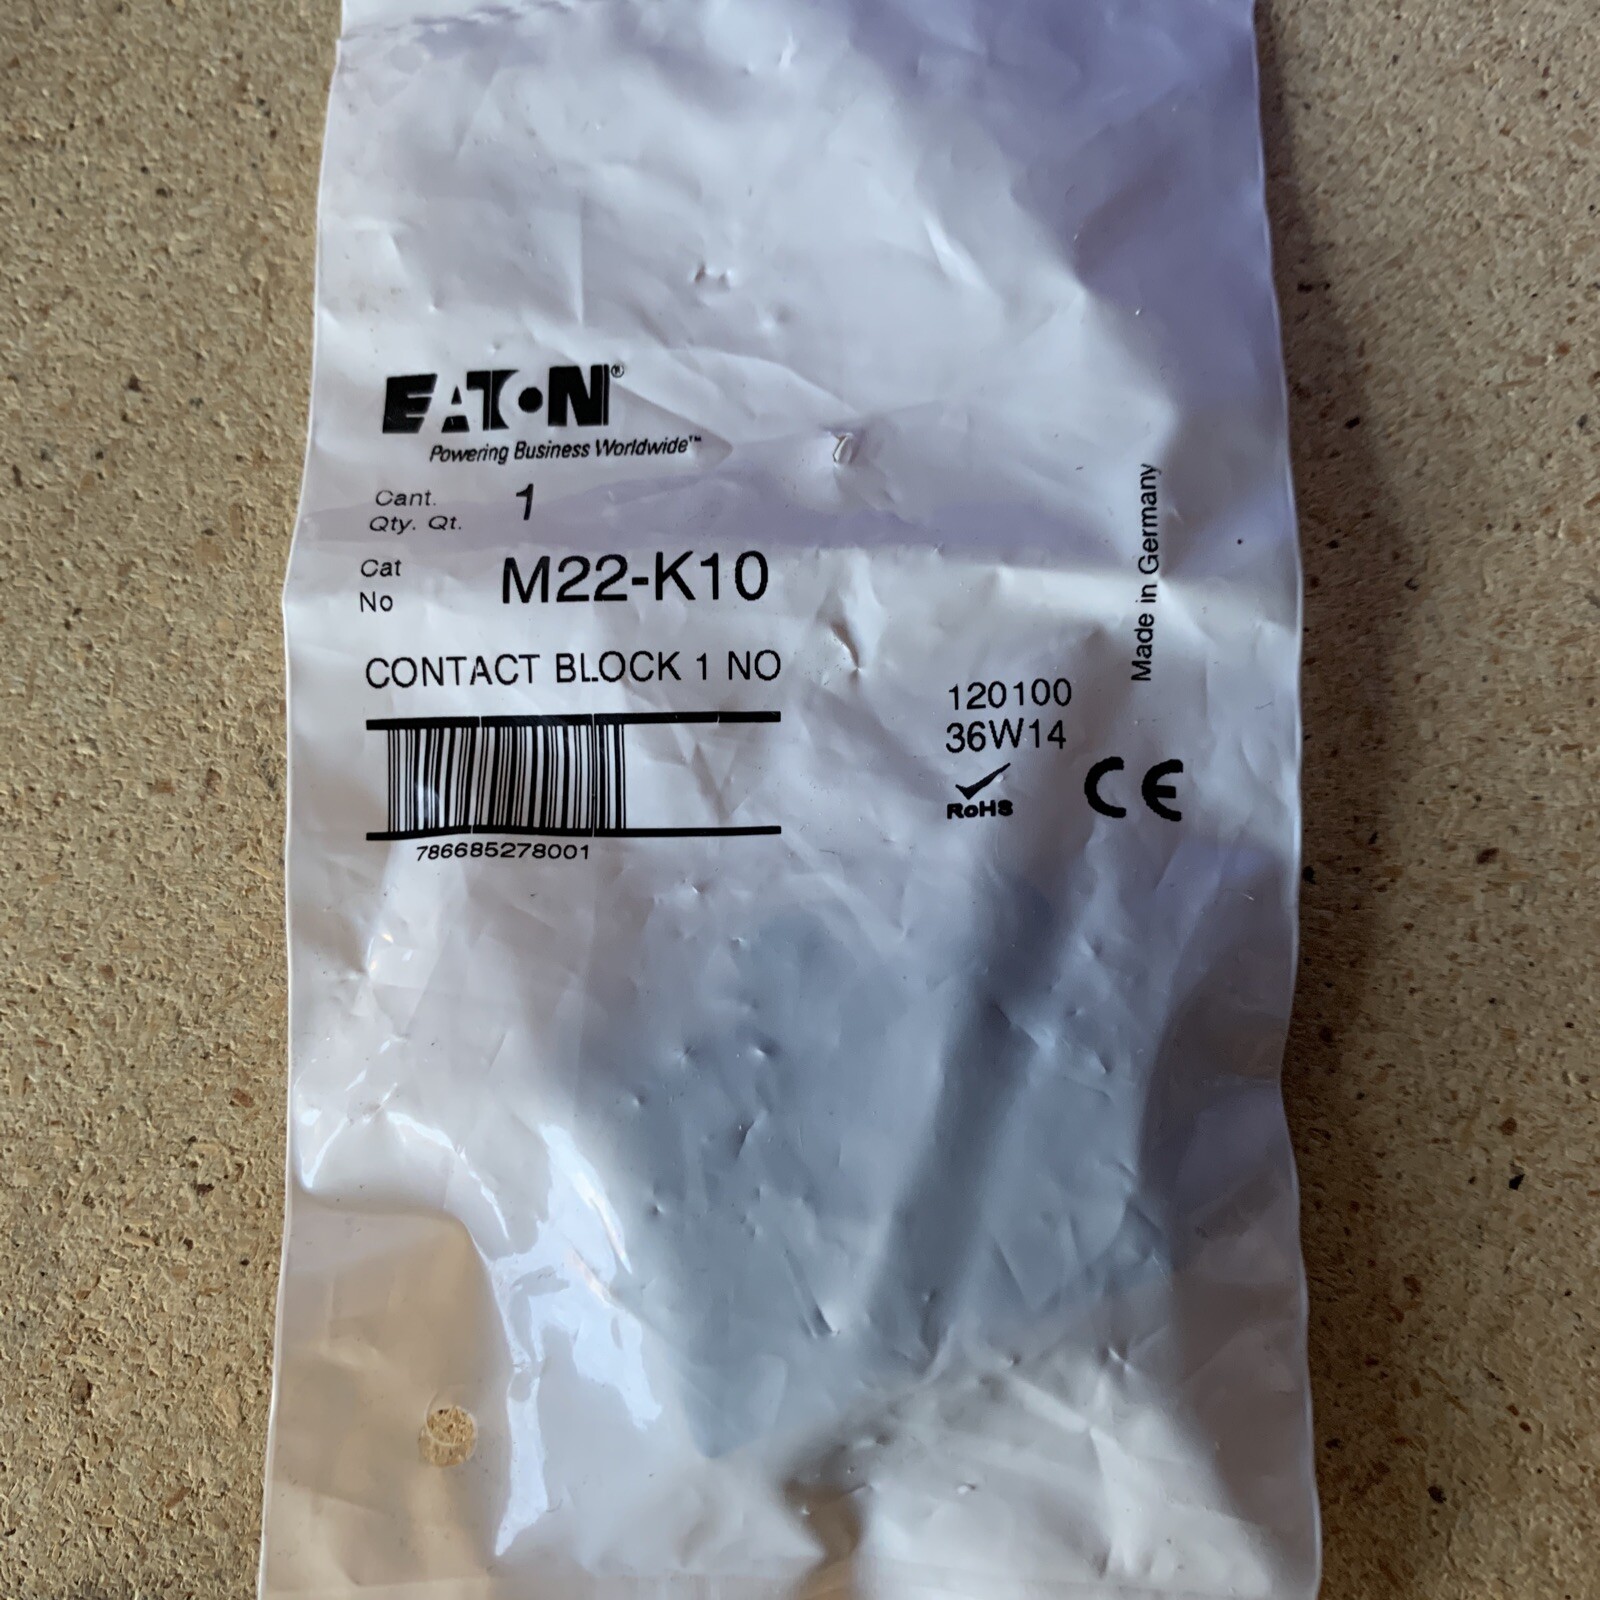 EATON®
Powering Business Worldwide™
Cant.
Qty. Qt. 1
Cat
No M22-K10
CONTACT BLOCK 1 NO
786685278001
Made in Germany
120100
36W14
RoHS
CE